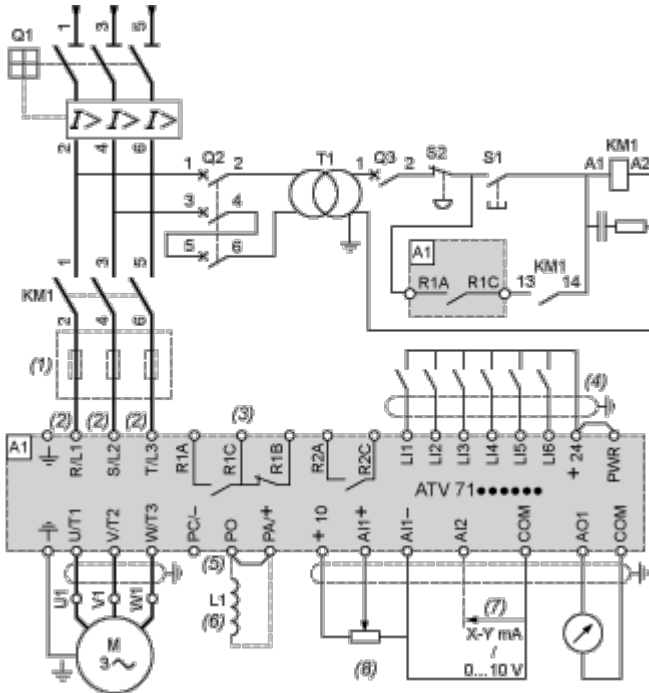 1 3 5
Q1
I> I> I>
2 4 6
1 Q2 2 T1 1 Q3 2 S2 S1 KM1
A1 A2
3 4
5 6
A1
R1A R1C 13 KM1 14
1 3 5
KM1
2 4 6
(1)
(2) (2) (2) (3) (4)
A1
R/L1 S/L2 T/L3 R1A R1C R1B R2A R2C LI1 LI2 LI3 LI4 LI5 LI6 + 24 PWR
ATV 71●●●●●●●
U/T1 V/T2 W/T3 PC/- PO PA/+ + 10 AI1+ AI1- AI2 COM AO1 COM
U1 V1 W1
(5)
L1
(6)
(7)
X-Y mA
/
0...10 V
(8)
M
3 ~